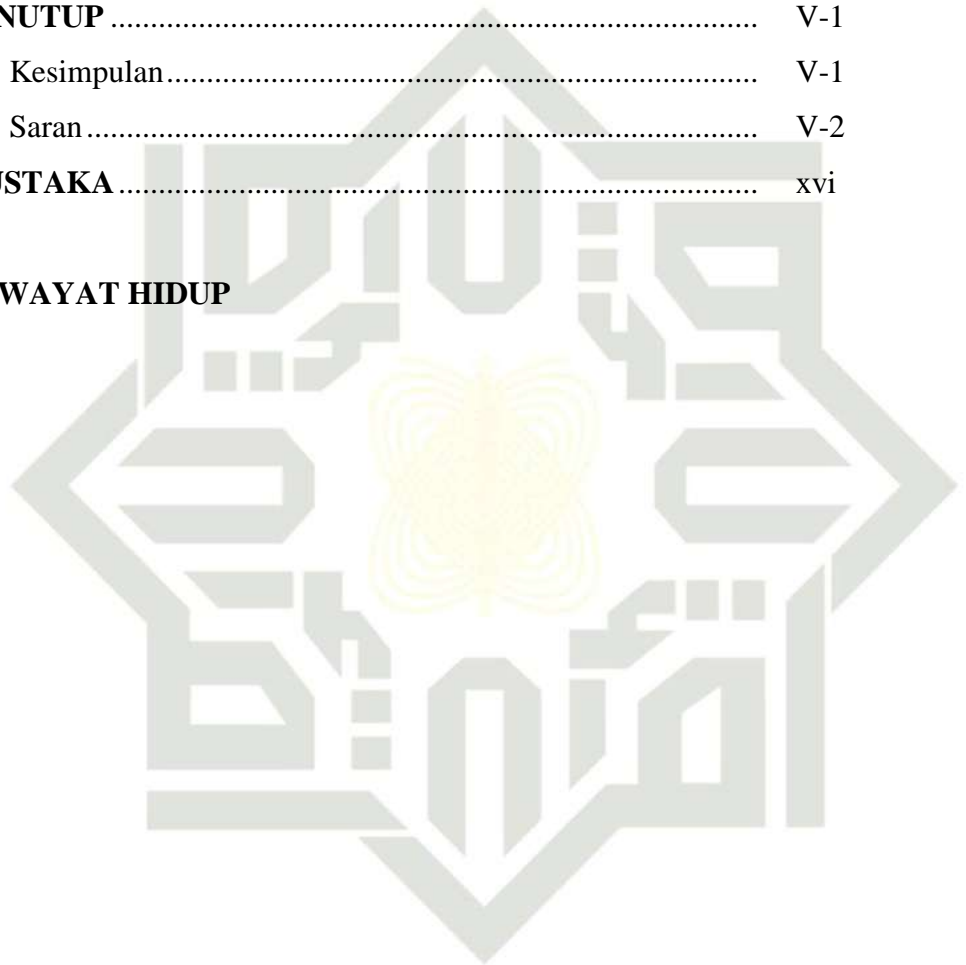 NUTUP ................................................................................ V-1
Kesimpulan.......................................................................... V-1
Saran ................................................................................... V-2
USTAKA ............................................................................... xvi
WAYAT HIDUP